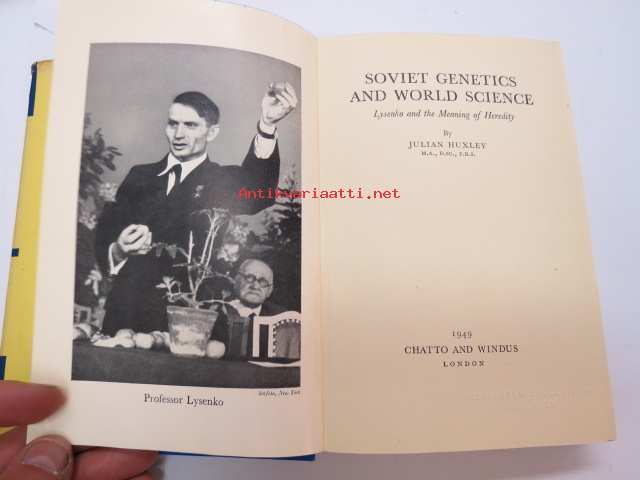 Sovfoto, New York
Professor Lysenko
SOVIET GENETICS
AND WORLD SCIENCE
Lysenko and the Meaning of Heredity
By
JULIAN HUXLEY
M.A., D.SC., F.R.S.
Antikvariaatti.net
1949
CHATTO AND WINDUS
LONDON